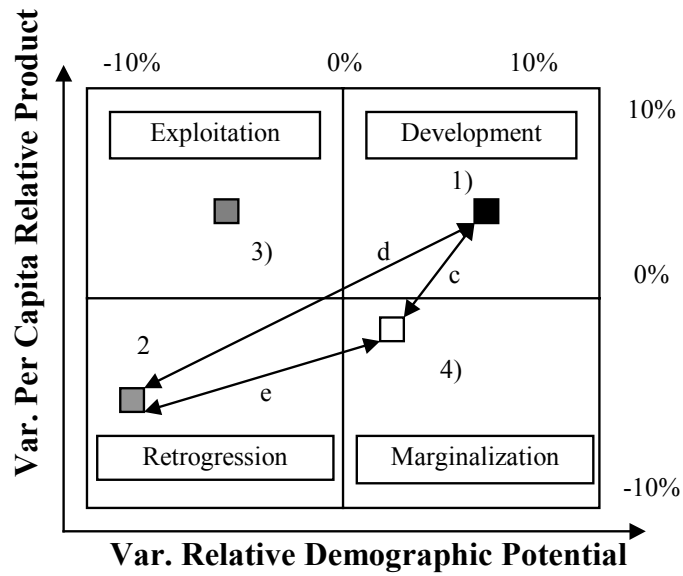 -10% 0% 10%
Exploitation Development
10%
1)
3)
d
c
0%
2
4)
e
Retrogression Marginalization
-10%
Var. Per Capita Relative Product
Var. Relative Demographic Potential